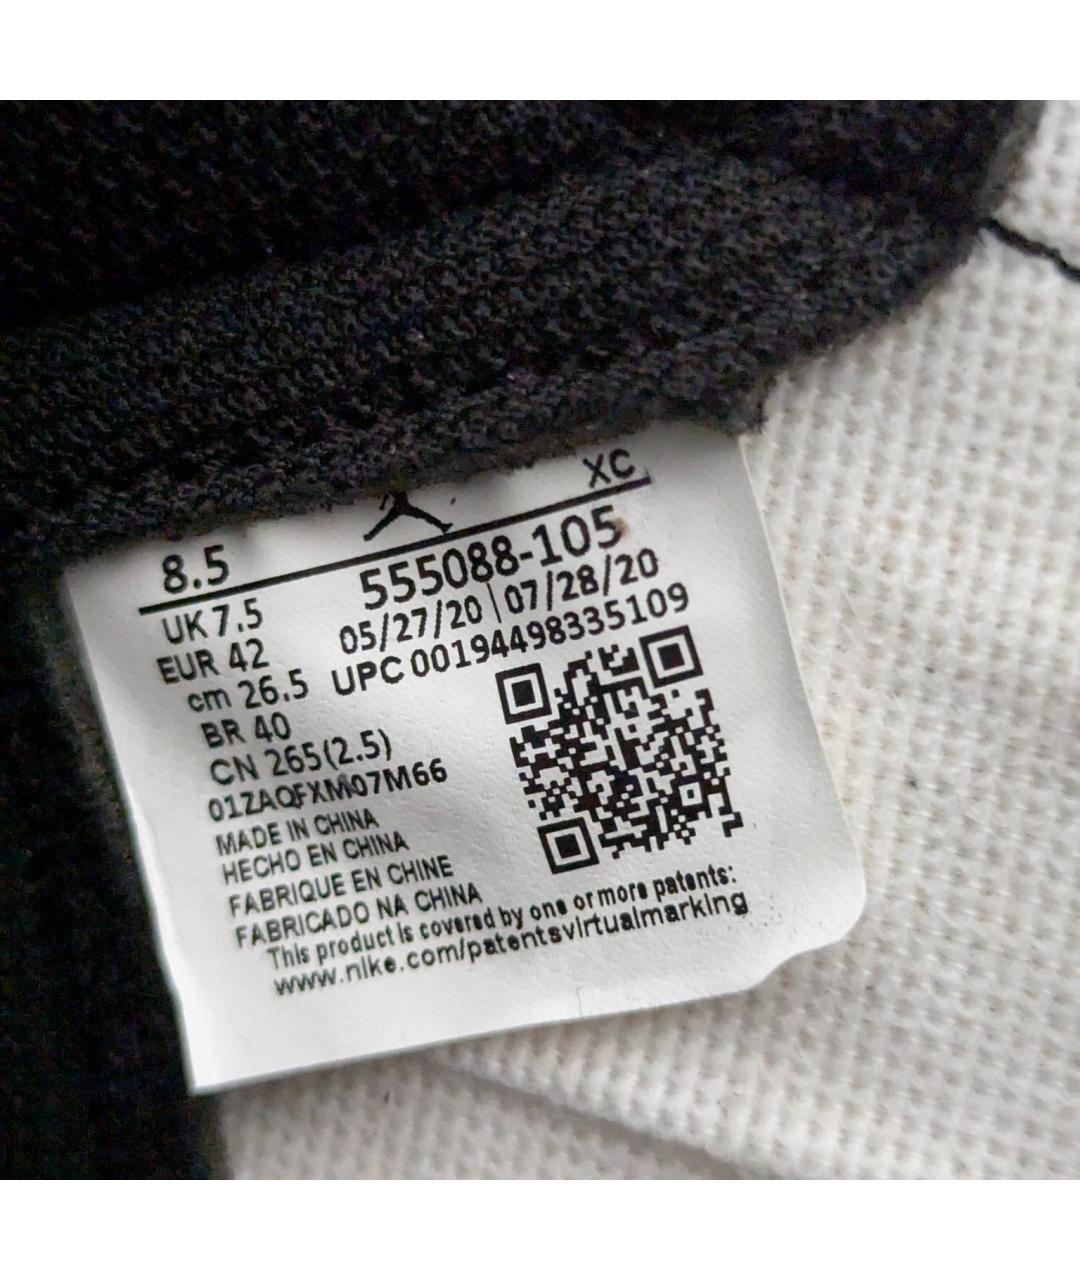 XC
8.5
555088-105
UK 7.5
05/27/20 | 07/28/20
EUR 42
UPC 00194498335109
cm 26.5
BR 40
CN 265(2.5)
01ZAQFXM07M66
MADE IN CHINA
HECHO EN CHINA
FABRIQUE EN CHINE
FABRICADO NA CHINA
This product is covered by one or more patents:
www.nike.com/patentsvirtualmarking